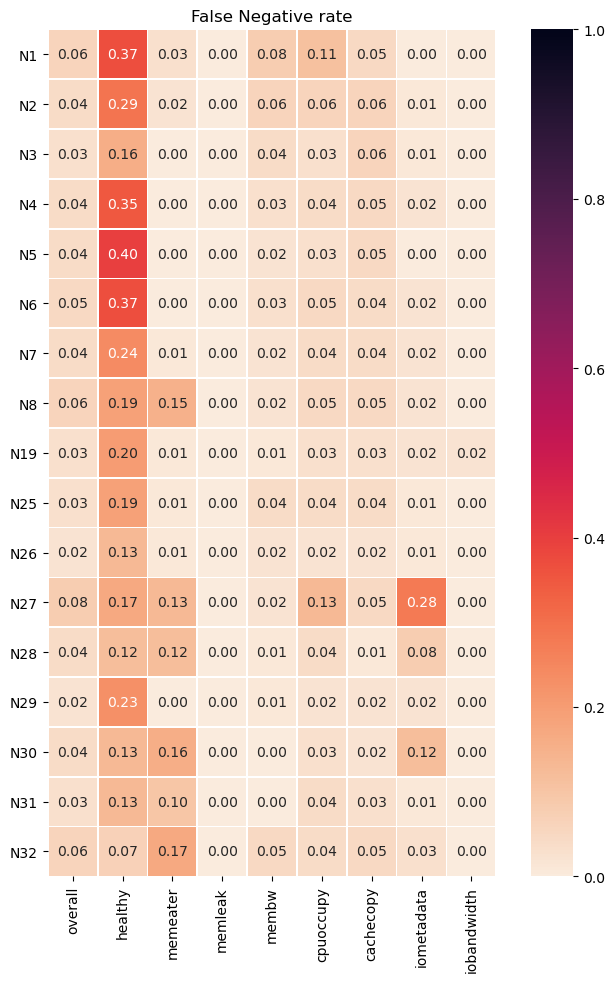 False Negative rate
N1 0.06 0.37 0.03 0.00 0.08 0.11 0.05 0.00 0.00
N2 0.04 0.29 0.02 0.00 0.06 0.06 0.06 0.01 0.00
N3 0.03 0.16 0.00 0.00 0.04 0.03 0.06 0.01 0.00
N4 0.04 0.35 0.00 0.00 0.03 0.04 0.05 0.02 0.00
N5 0.04 0.40 0.00 0.00 0.02 0.03 0.05 0.00 0.00
N6 0.05 0.37 0.00 0.00 0.03 0.05 0.04 0.02 0.00
N7 0.04 0.24 0.01 0.00 0.02 0.04 0.04 0.02 0.00
N8 0.06 0.19 0.15 0.00 0.02 0.05 0.05 0.02 0.00
N19 0.03 0.20 0.01 0.00 0.01 0.03 0.03 0.02 0.02
N25 0.03 0.19 0.01 0.00 0.04 0.04 0.04 0.01 0.00
N26 0.02 0.13 0.01 0.00 0.02 0.02 0.02 0.01 0.00
N27 0.08 0.17 0.13 0.00 0.02 0.13 0.05 0.28 0.00
N28 0.04 0.12 0.12 0.00 0.01 0.04 0.01 0.08 0.00
N29 0.02 0.23 0.00 0.00 0.01 0.02 0.02 0.02 0.00
N30 0.04 0.13 0.16 0.00 0.00 0.03 0.02 0.12 0.00
N31 0.03 0.13 0.10 0.00 0.00 0.04 0.03 0.01 0.00
N32 0.06 0.07 0.17 0.00 0.05 0.04 0.05 0.03 0.00
overall
healthy
memeater
memleak
membw
cpuoccupy
cachecopy
iometadata
iobandwidth
1.0
0.8
0.6
0.4
0.2
0.0